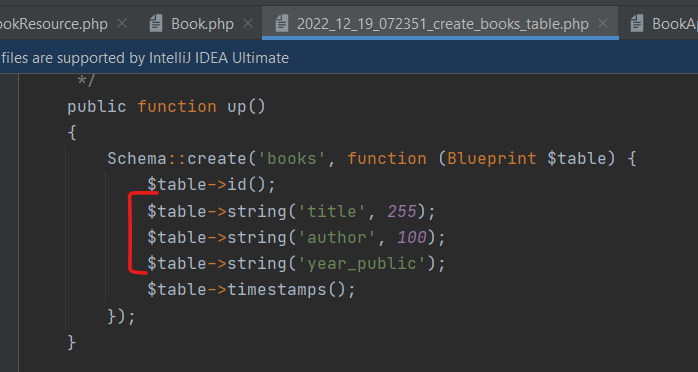 ookResource.php × Book.php × 2022_12_19_072351_create_books_table.php × BookAp
files are supported by IntelliJ IDEA Ultimate
*/
public function up()
{
Schema::create('books', function (Blueprint $table) {
$table->id();
$table->string('title', 255);
$table->string('author', 100);
$table->string('year_public');
$table->timestamps();
});
}